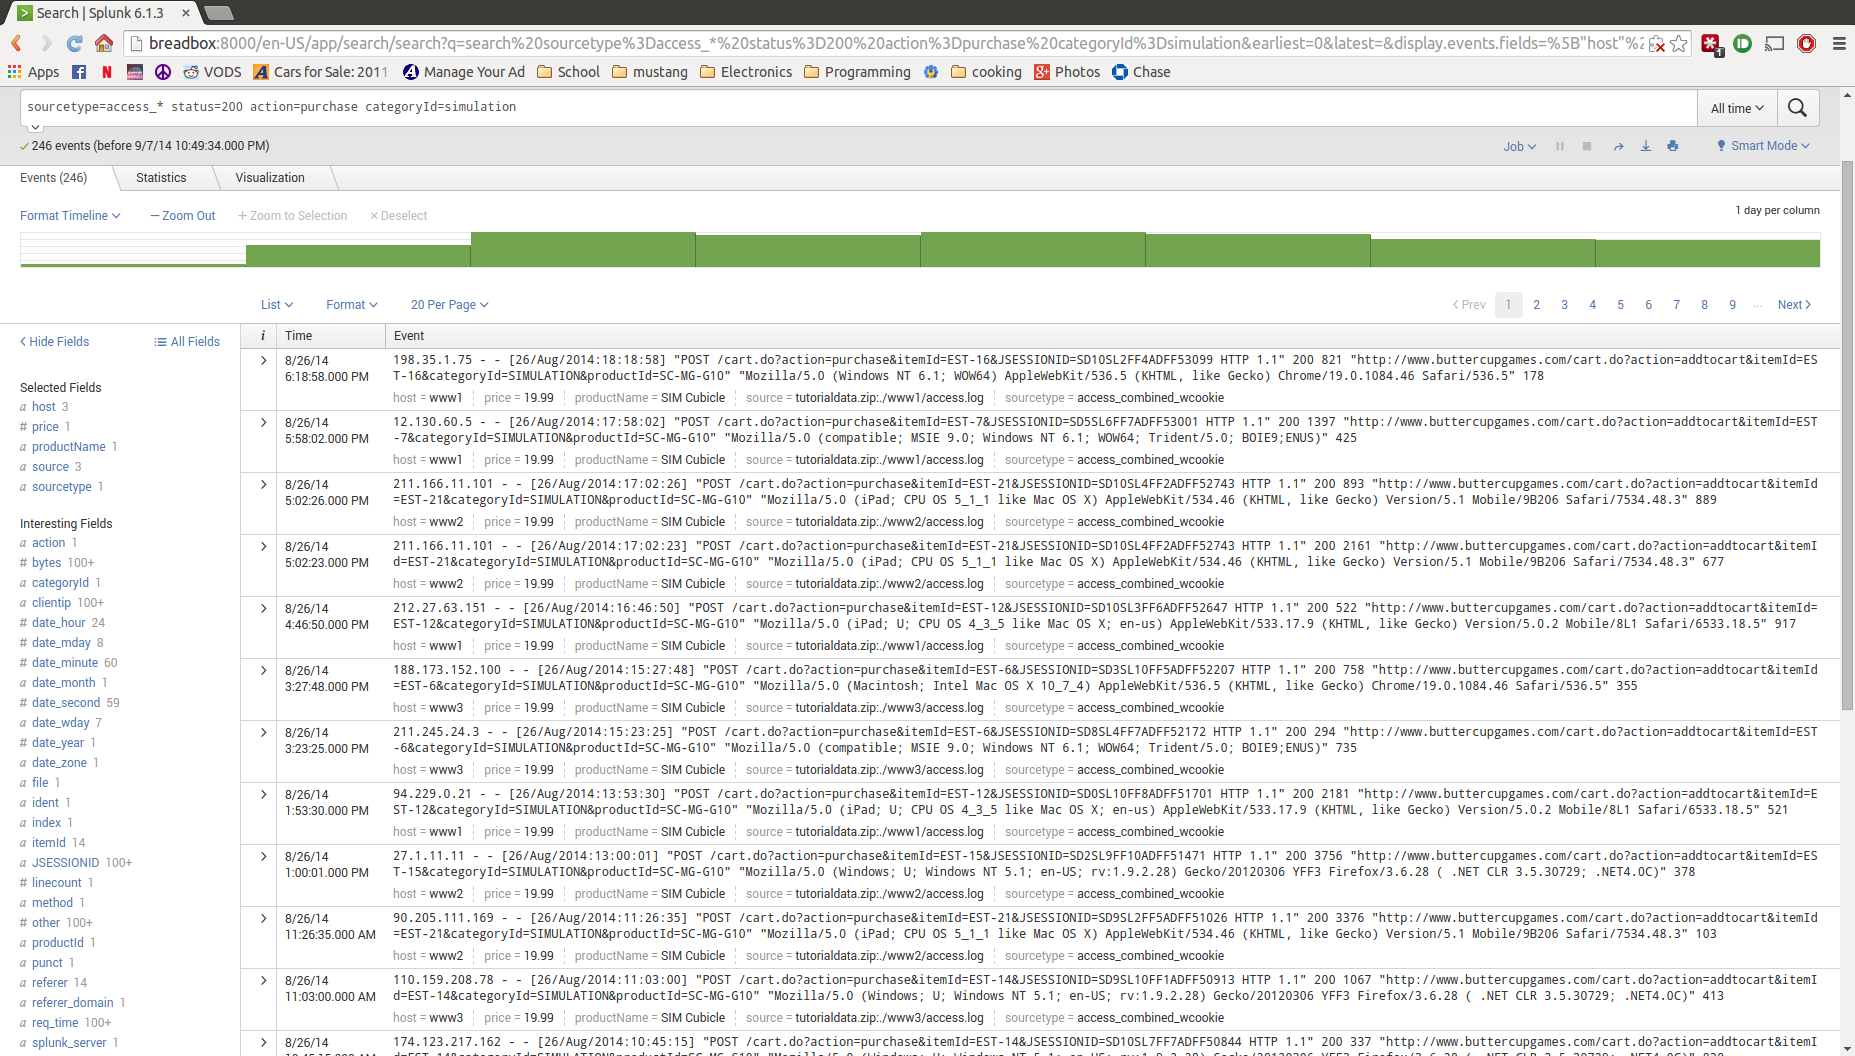 Search | Splunk 6.1.3
breadbox:8000/en-US/app/search/search?q=search%20sourcetype%3Daccess_*%20status%3D200%20action%3Dpurchase%20categoryId%3Dsimulation&earliest=0&latest=&display.events.fields=%5B"host"%2
Apps VODS Cars for Sale: 2011 Manage Your Ad School mustang Electronics Programming cooking Photos Chase
sourcetype=access_* status=200 action=purchase categoryId=simulation
All time
246 events (before 9/7/14 10:49:34.000 PM)
Job Smart Mode
Events (246) Statistics Visualization
Format Timeline — Zoom Out + Zoom to Selection × Deselect
1 day per column
List Format 20 Per Page
< Prev 1 2 3 4 5 6 7 8 9 ... Next >
< Hide Fields All Fields
Selected Fields
a host 3
# price 1
a productName 1
a source 3
a sourcetype 1
Interesting Fields
a action 1
# bytes 100+
a categoryId 1
a clientip 100+
# date_hour 24
# date_mday 8
# date_minute 60
a date_month 1
# date_second 59
a date_wday 7
# date_year 1
a date_zone 1
a file 1
a ident 1
a index 1
a itemId 14
a JSESSIONID 100+
# linecount 1
a method 1
# other 100+
a productId 1
a punct 1
a referer 14
a referer_domain 1
a req_time 100+
a splunk_server 1
i Time Event
8/26/14
6:18:58.000 PM
198.35.1.75 - - [26/Aug/2014:18:18:58] "POST /cart.do?action=purchase&itemId=EST-16&JSESSIONID=SD10SL2FF4ADFF53099 HTTP 1.1" 200 821 "http://www.buttercupgames.com/cart.do?action=addtocart&itemId=ES
T-16&categoryId=SIMULATION&productId=SC-MG-G10" "Mozilla/5.0 (Windows NT 6.1; WOW64) AppleWebKit/536.5 (KHTML, like Gecko) Chrome/19.0.1084.46 Safari/536.5" 178
host = www1 price = 19.99 productName = SIM Cubicle source = tutorialdata.zip:./www1/access.log sourcetype = access_combined_wcookie
8/26/14
5:58:02.000 PM
12.130.60.5 - - [26/Aug/2014:17:58:02] "POST /cart.do?action=purchase&itemId=EST-7&JSESSIONID=SD5SL6FF7ADFF53001 HTTP 1.1" 200 1397 "http://www.buttercupgames.com/cart.do?action=addtocart&itemId=EST
-7&categoryId=SIMULATION&productId=SC-MG-G10" "Mozilla/5.0 (compatible; MSIE 9.0; Windows NT 6.1; WOW64; Trident/5.0; BOIE9;ENUS)" 425
host = www1 price = 19.99 productName = SIM Cubicle source = tutorialdata.zip:./www1/access.log sourcetype = access_combined_wcookie
8/26/14
5:02:26.000 PM
211.166.11.101 - - [26/Aug/2014:17:02:26] "POST /cart.do?action=purchase&itemId=EST-21&JSESSIONID=SD10SL4FF2ADFF52743 HTTP 1.1" 200 893 "http://www.buttercupgames.com/cart.do?action=addtocart&itemId
=EST-21&categoryId=SIMULATION&productId=SC-MG-G10" "Mozilla/5.0 (iPad; CPU OS 5_1_1 like Mac OS X) AppleWebKit/534.46 (KHTML, like Gecko) Version/5.1 Mobile/9B206 Safari/7534.48.3" 889
host = www2 price = 19.99 productName = SIM Cubicle source = tutorialdata.zip:./www2/access.log sourcetype = access_combined_wcookie
8/26/14
5:02:23.000 PM
211.166.11.101 - - [26/Aug/2014:17:02:23] "POST /cart.do?action=purchase&itemId=EST-21&JSESSIONID=SD10SL4FF2ADFF52743 HTTP 1.1" 200 2161 "http://www.buttercupgames.com/cart.do?action=addtocart&itemI
d=EST-21&categoryId=SIMULATION&productId=SC-MG-G10" "Mozilla/5.0 (iPad; CPU OS 5_1_1 like Mac OS X) AppleWebKit/534.46 (KHTML, like Gecko) Version/5.1 Mobile/9B206 Safari/7534.48.3" 677
host = www2 price = 19.99 productName = SIM Cubicle source = tutorialdata.zip:./www2/access.log sourcetype = access_combined_wcookie
8/26/14
4:46:50.000 PM
212.27.63.151 - - [26/Aug/2014:16:46:50] "POST /cart.do?action=purchase&itemId=EST-12&JSESSIONID=SD10SL3FF6ADFF52647 HTTP 1.1" 200 522 "http://www.buttercupgames.com/cart.do?action=addtocart&itemId=
EST-12&categoryId=SIMULATION&productId=SC-MG-G10" "Mozilla/5.0 (iPad; U; CPU OS 4_3_5 like Mac OS X; en-us) AppleWebKit/533.17.9 (KHTML, like Gecko) Version/5.0.2 Mobile/8L1 Safari/6533.18.5" 917
host = www1 price = 19.99 productName = SIM Cubicle source = tutorialdata.zip:./www1/access.log sourcetype = access_combined_wcookie
8/26/14
3:27:48.000 PM
188.173.152.100 - - [26/Aug/2014:15:27:48] "POST /cart.do?action=purchase&itemId=EST-6&JSESSIONID=SD3SL10FF5ADFF52207 HTTP 1.1" 200 758 "http://www.buttercupgames.com/cart.do?action=addtocart&itemId
=EST-6&categoryId=SIMULATION&productId=SC-MG-G10" "Mozilla/5.0 (Macintosh; Intel Mac OS X 10_7_4) AppleWebKit/536.5 (KHTML, like Gecko) Chrome/19.0.1084.46 Safari/536.5" 355
host = www3 price = 19.99 productName = SIM Cubicle source = tutorialdata.zip:./www3/access.log sourcetype = access_combined_wcookie
8/26/14
3:23:25.000 PM
211.245.24.3 - - [26/Aug/2014:15:23:25] "POST /cart.do?action=purchase&itemId=EST-6&JSESSIONID=SD8SL4FF7ADFF52172 HTTP 1.1" 200 294 "http://www.buttercupgames.com/cart.do?action=addtocart&itemId=EST
-6&categoryId=SIMULATION&productId=SC-MG-G10" "Mozilla/5.0 (compatible; MSIE 9.0; Windows NT 6.1; WOW64; Trident/5.0; BOIE9;ENUS)" 735
host = www3 price = 19.99 productName = SIM Cubicle source = tutorialdata.zip:./www3/access.log sourcetype = access_combined_wcookie
8/26/14
1:53:30.000 PM
94.229.0.21 - - [26/Aug/2014:13:53:30] "POST /cart.do?action=purchase&itemId=EST-12&JSESSIONID=SD0SL10FF8ADFF51701 HTTP 1.1" 200 2181 "http://www.buttercupgames.com/cart.do?action=addtocart&itemId=E
ST-12&categoryId=SIMULATION&productId=SC-MG-G10" "Mozilla/5.0 (iPad; U; CPU OS 4_3_5 like Mac OS X; en-us) AppleWebKit/533.17.9 (KHTML, like Gecko) Version/5.0.2 Mobile/8L1 Safari/6533.18.5" 521
host = www1 price = 19.99 productName = SIM Cubicle source = tutorialdata.zip:./www1/access.log sourcetype = access_combined_wcookie
8/26/14
1:00:01.000 PM
27.1.11.11 - - [26/Aug/2014:13:00:01] "POST /cart.do?action=purchase&itemId=EST-15&JSESSIONID=SD2SL9FF10ADFF51471 HTTP 1.1" 200 3756 "http://www.buttercupgames.com/cart.do?action=addtocart&itemId=ES
T-15&categoryId=SIMULATION&productId=SC-MG-G10" "Mozilla/5.0 (Windows; U; Windows NT 5.1; en-US; rv:1.9.2.28) Gecko/20120306 YFF3 Firefox/3.6.28 ( .NET CLR 3.5.30729; .NET4.0C)" 378
host = www2 price = 19.99 productName = SIM Cubicle source = tutorialdata.zip:./www2/access.log sourcetype = access_combined_wcookie
8/26/14
11:26:35.000 AM
90.205.111.169 - - [26/Aug/2014:11:26:35] "POST /cart.do?action=purchase&itemId=EST-21&JSESSIONID=SD9SL2FF5ADFF51026 HTTP 1.1" 200 3376 "http://www.buttercupgames.com/cart.do?action=addtocart&itemId
=EST-21&categoryId=SIMULATION&productId=SC-MG-G10" "Mozilla/5.0 (iPad; CPU OS 5_1_1 like Mac OS X) AppleWebKit/534.46 (KHTML, like Gecko) Version/5.1 Mobile/9B206 Safari/7534.48.3" 103
host = www2 price = 19.99 productName = SIM Cubicle source = tutorialdata.zip:./www2/access.log sourcetype = access_combined_wcookie
8/26/14
11:03:00.000 AM
110.159.208.78 - - [26/Aug/2014:11:03:00] "POST /cart.do?action=purchase&itemId=EST-14&JSESSIONID=SD9SL10FF1ADFF50913 HTTP 1.1" 200 1067 "http://www.buttercupgames.com/cart.do?action=addtocart&itemI
d=EST-14&categoryId=SIMULATION&productId=SC-MG-G10" "Mozilla/5.0 (Windows; U; Windows NT 5.1; en-US; rv:1.9.2.28) Gecko/20120306 YFF3 Firefox/3.6.28 ( .NET CLR 3.5.30729; .NET4.0C)" 413
host = www3 price = 19.99 productName = SIM Cubicle source = tutorialdata.zip:./www3/access.log sourcetype = access_combined_wcookie
8/26/14
174.123.217.162 - - [26/Aug/2014:10:45:15] "POST /cart.do?action=purchase&itemId=EST-14&JSESSIONID=SD10SL7FF7ADFF50844 HTTP 1.1" 200 337 "http://www.buttercupgames.com/cart.do?action=addtocart&itemI